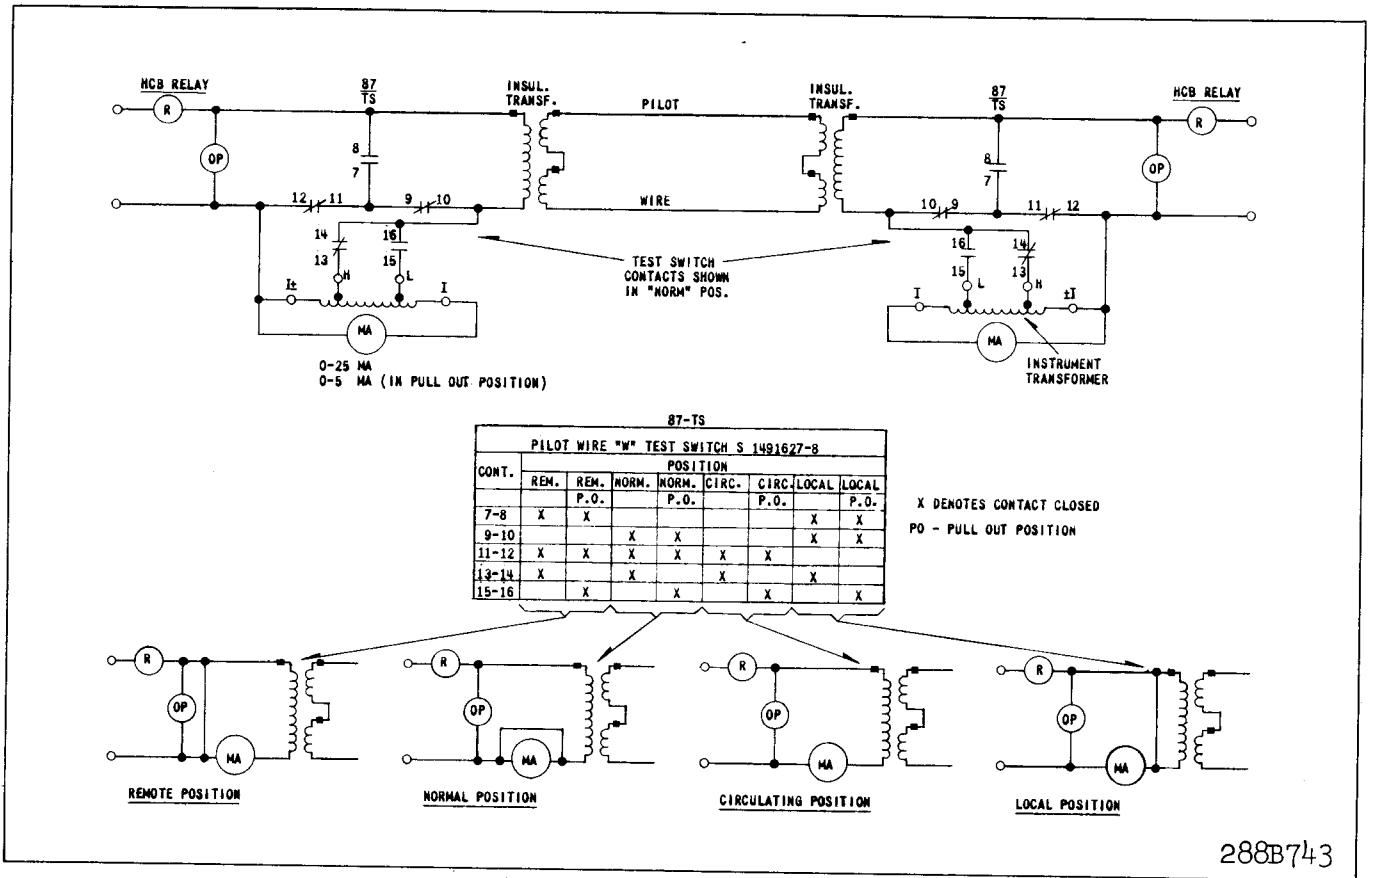 HCB RELAY
R
OP
87
TS
8
7
12
11
9
10
14
13
16
15
H
L
I±
I
MA
0-25 MA
0-5 MA (IN PULL OUT POSITION)
INSUL.
TRANSF.
PILOT
WIRE
INSUL.
TRANSF.
TEST SWITCH
CONTACTS SHOWN
IN "NORM" POS.
87
TS
8
7
10
9
11
12
16
15
14
13
L
H
I
±I
MA
HCB RELAY
R
OP
INSTRUMENT
TRANSFORMER
87-TS
PILOT WIRE "W" TEST SWITCH S 1491627-8
CONT. POSITION
REM. REM. NORM. NORM. CIRC. CIRC. LOCAL LOCAL
P.O. P.O. P.O. P.O.
7-8 X X X X
9-10 X X X X
11-12 X X X X X X
13-14 X X X X
15-16 X X X X
X DENOTES CONTACT CLOSED
PO - PULL OUT POSITION
R
OP
MA
REMOTE POSITION
R
OP
MA
NORMAL POSITION
R
OP
MA
CIRCULATING POSITION
R
OP
MA
LOCAL POSITION
288B743